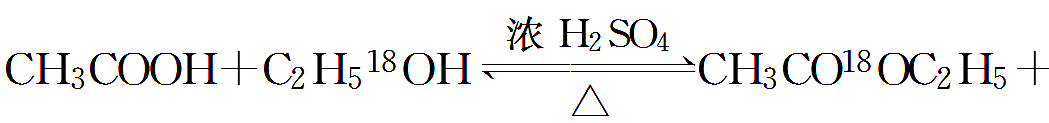 CH₃COOH+C₂H₅¹⁸OH ⇌ CH₃CO¹⁸OC₂H₅+
浓 H₂SO₄
△